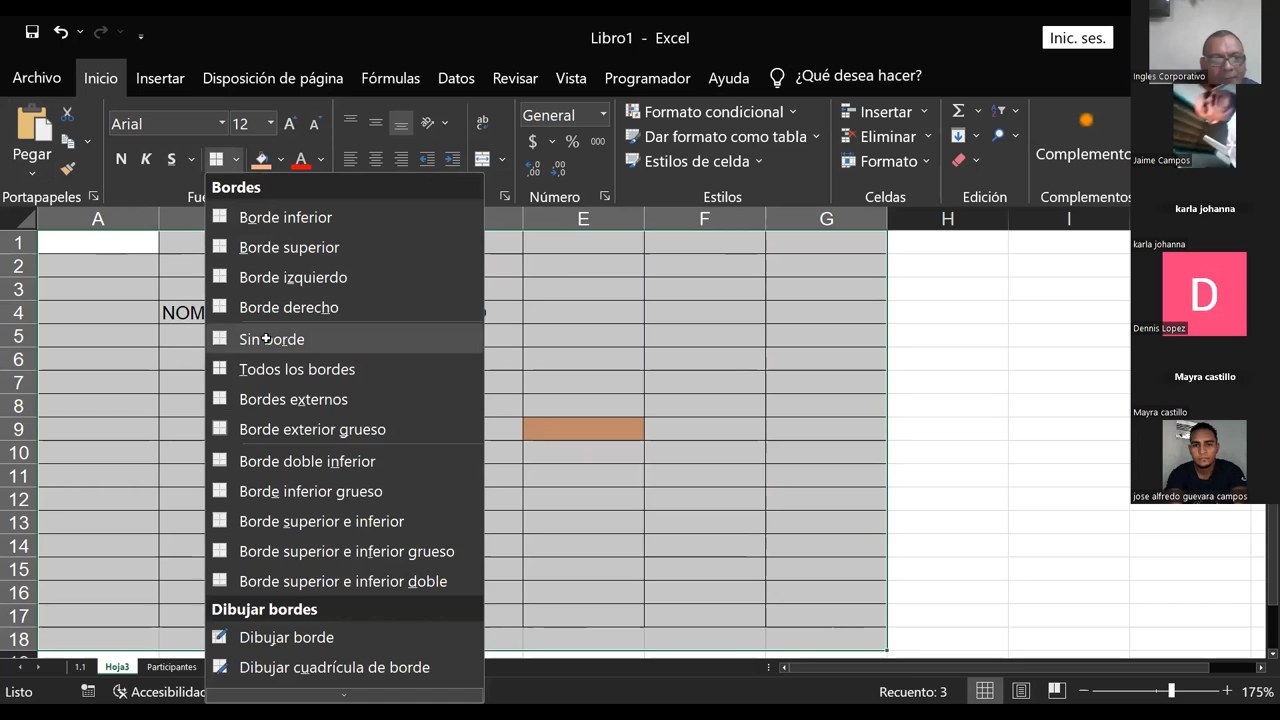 Libro1 - Excel
Inic. ses.
Archivo Inicio Insertar Disposición de página Fórmulas Datos Revisar Vista Programador Ayuda ¿Qué desea hacer?
Pegar
Arial 12
N K S A
ab
General
$ % 000
Formato condicional
Dar formato como tabla
Estilos de celda
Insertar
Eliminar
Formato
Complemento
Portapapeles Número Estilos Celdas Edición
Bordes
Borde inferior
Borde superior
Borde izquierdo
Borde derecho
Sin borde
Todos los bordes
Bordes externos
Borde exterior grueso
Borde doble inferior
Borde inferior grueso
Borde superior e inferior
Borde superior e inferior grueso
Borde superior e inferior doble
Dibujar bordes
Dibujar borde
Dibujar cuadrícula de borde
A E F G H I
1
2
3
4 NOM
5
6
7
8
9
10
11
12
13
14
15
16
17
18
1.1 Hoja3 Participantes
Listo Accesibilidad Recuento: 3 175%
Ingles Corporativo
Jaime Campos
karla johanna
karla johanna
D
Dennis Lopez
Mayra castillo
Mayra castillo
jose alfredo guevara campos